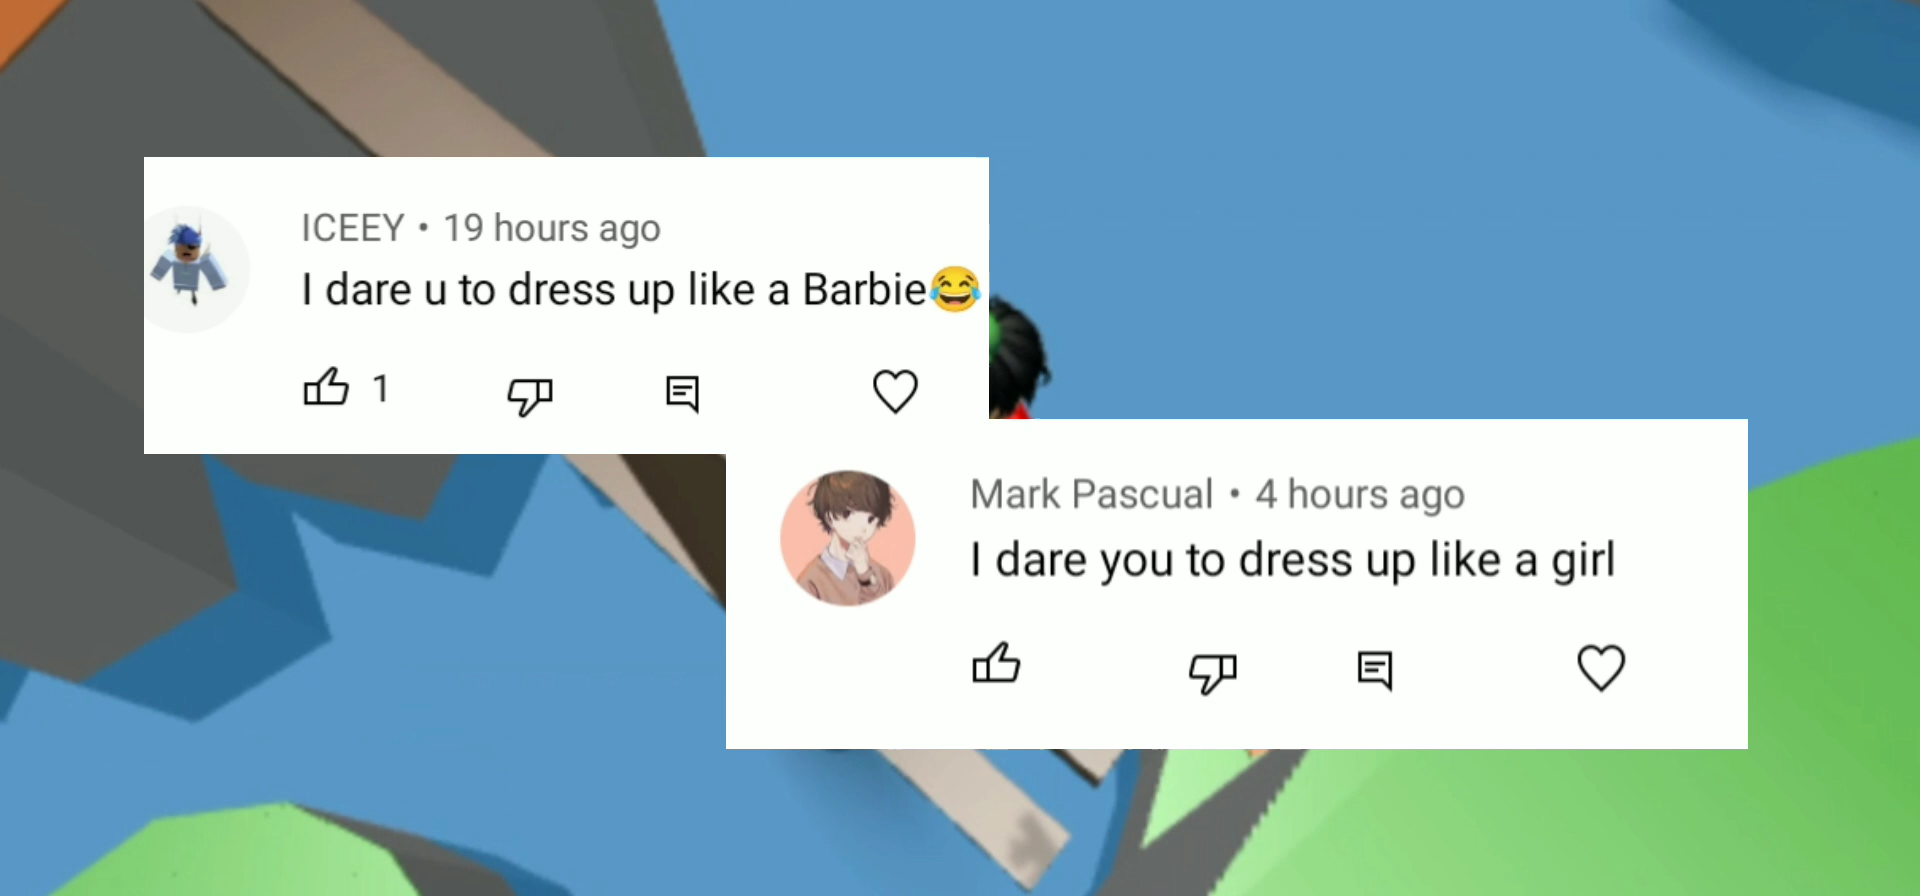 ICEEY • 19 hours ago
I dare u to dress up like a Barbie😂
1
Mark Pascual • 4 hours ago
I dare you to dress up like a girl